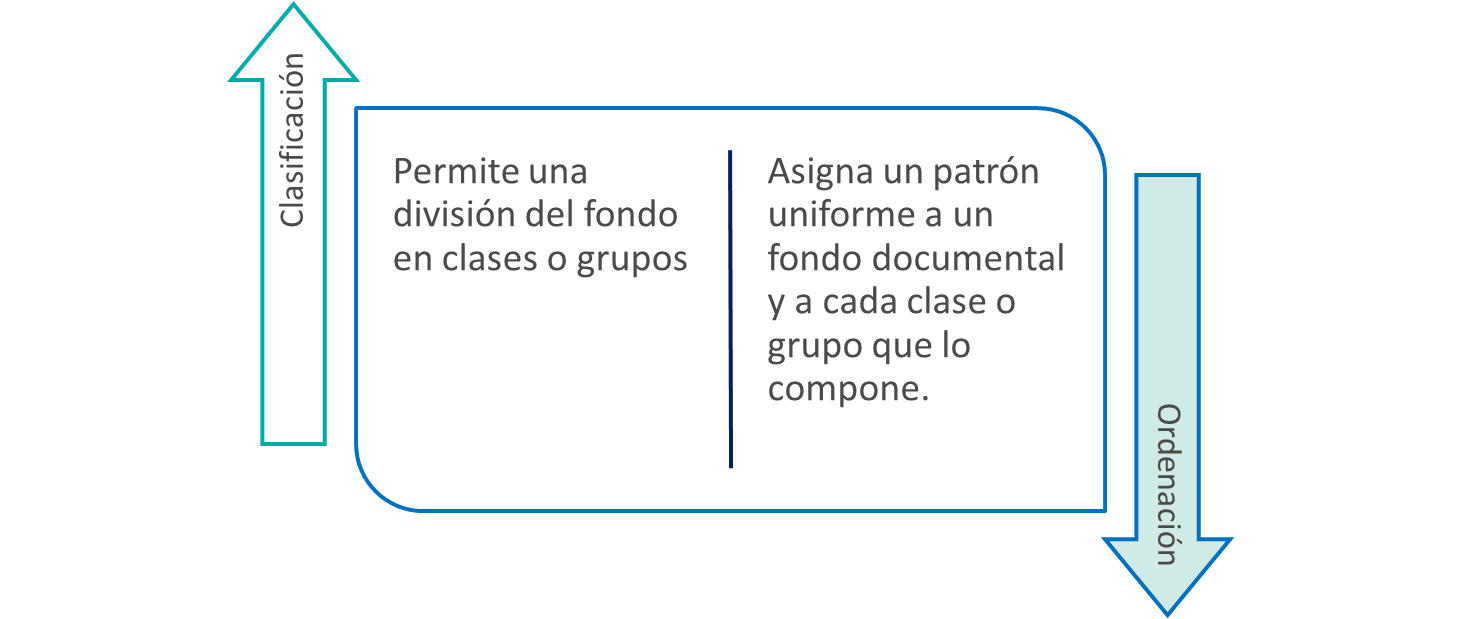 Clasificación
Permite una
división del fondo
en clases o grupos
Asigna un patrón
uniforme a un
fondo documental
y a cada clase o
grupo que lo
compone.
Ordenación